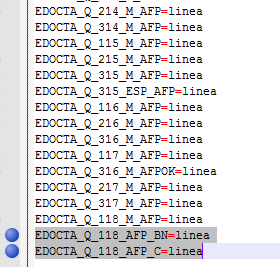 EDOCTA_Q_214_M_AFP=linea
EDOCTA_Q_314_M_AFP=linea
EDOCTA_Q_115_M_AFP=linea
EDOCTA_Q_215_M_AFP=linea
EDOCTA_Q_315_M_AFP=linea
EDOCTA_Q_315_ESP_AFP=linea
EDOCTA_Q_116_M_AFP=linea
EDOCTA_Q_216_M_AFP=linea
EDOCTA_Q_316_M_AFP=linea
EDOCTA_Q_117_M_AFP=linea
EDOCTA_Q_316_M_AFPOK=linea
EDOCTA_Q_217_M_AFP=linea
EDOCTA_Q_317_M_AFP=linea
EDOCTA_Q_118_M_AFP=linea
EDOCTA_Q_118_AFP_BN=linea
EDOCTA_Q_118_AFP_C=linea